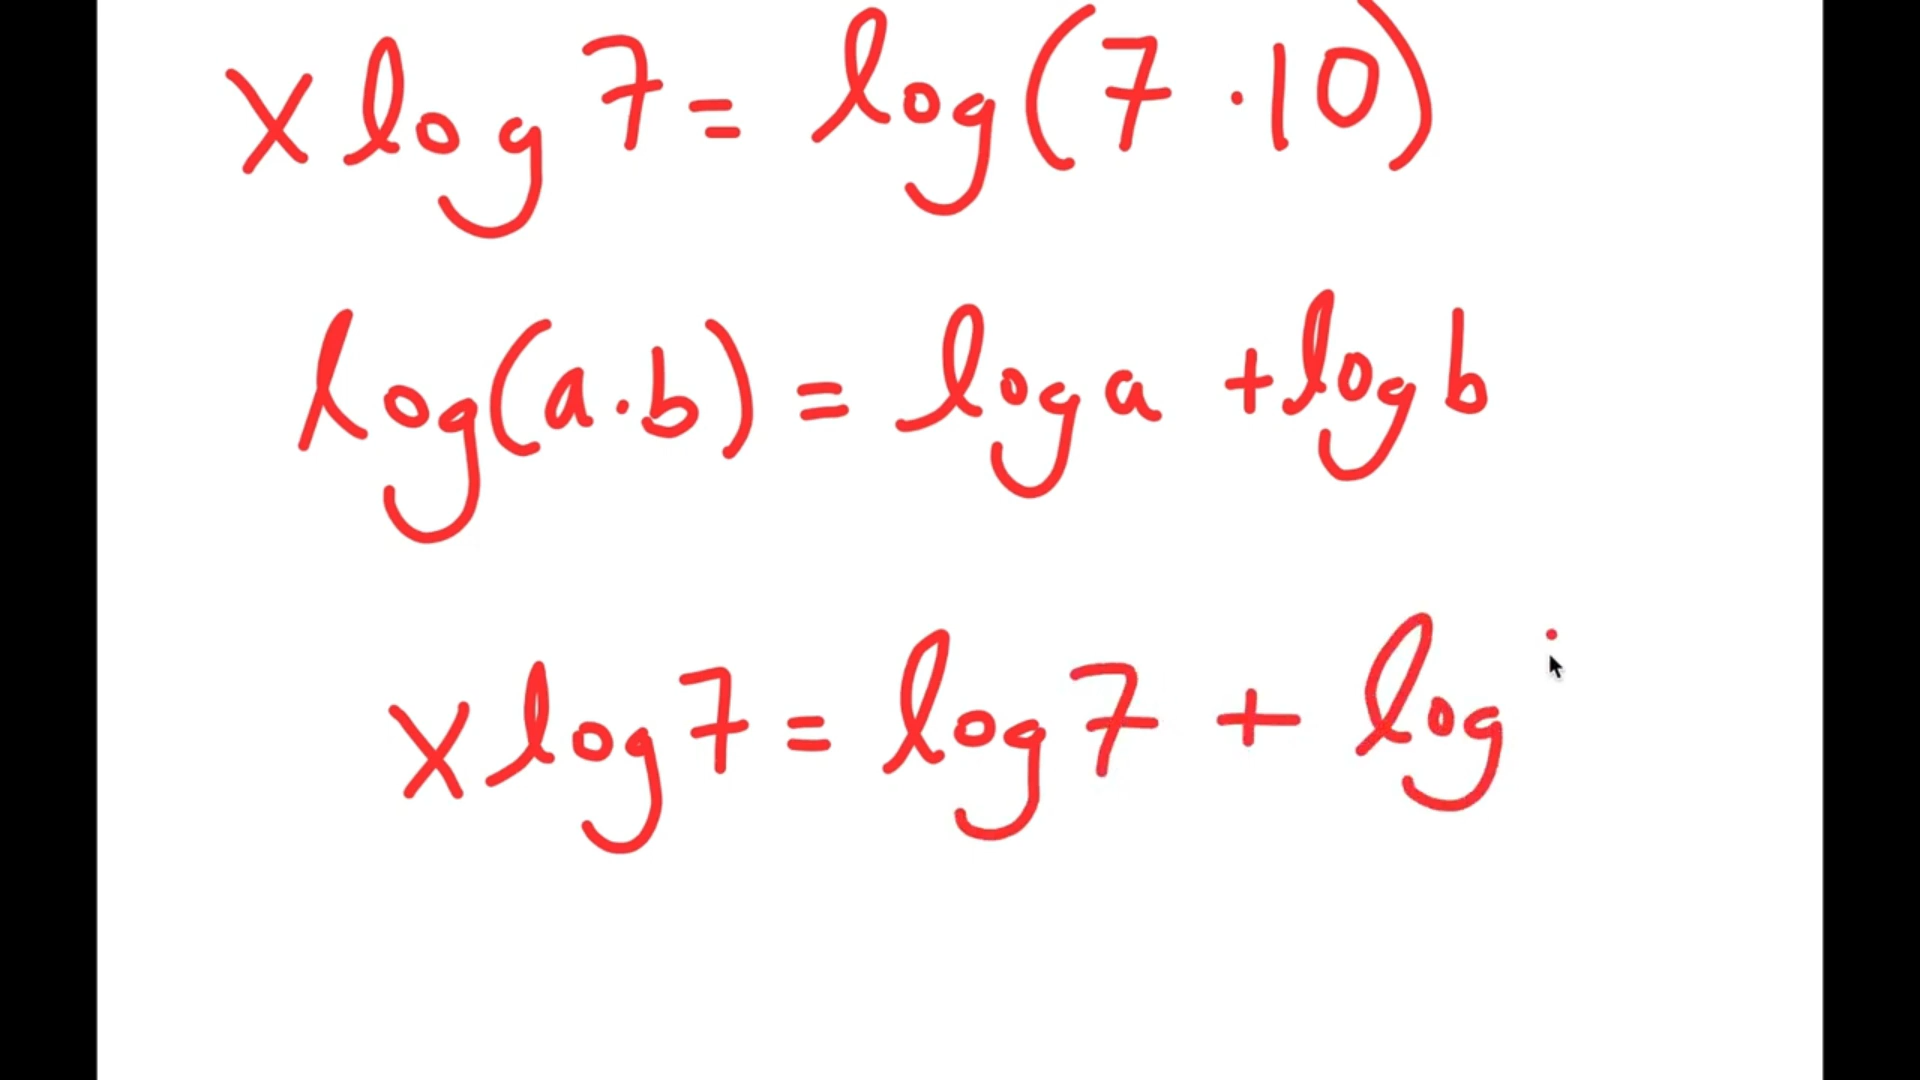 x log 7 = log(7 · 10)
log(a · b) = log a + log b
x log 7 = log 7 + log